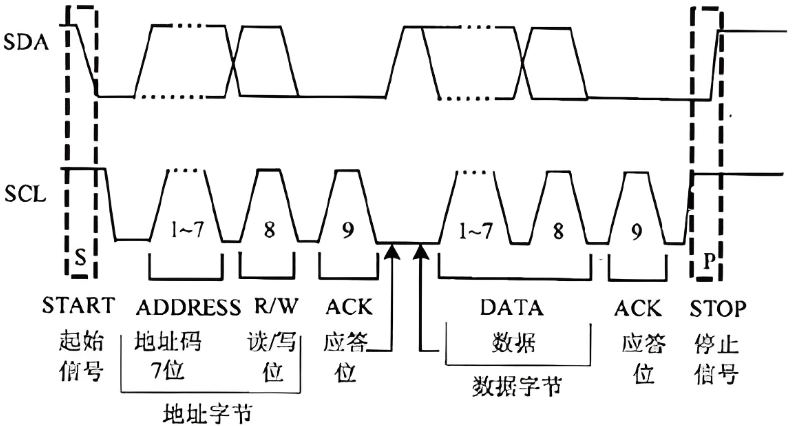 SDA
SCL
1~7 8 9 1~7 8 9
S P
START ADDRESS R/W ACK DATA ACK STOP
起始 地址码 读/写 应答 数据 应答 停止
信号 7位 位 位 数据字节 位 信号
地址字节